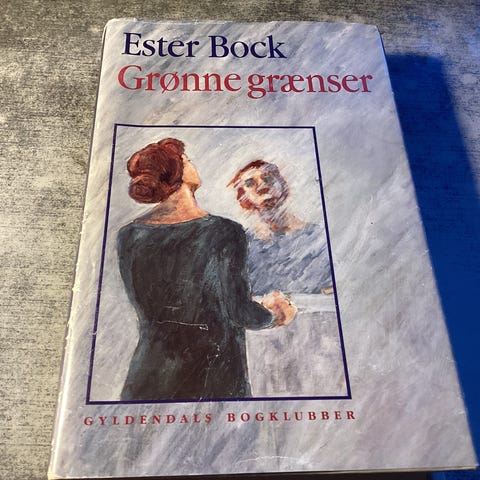 Ester Bock
Grønne grænser
GYLDENDALS BOGKLUBBER